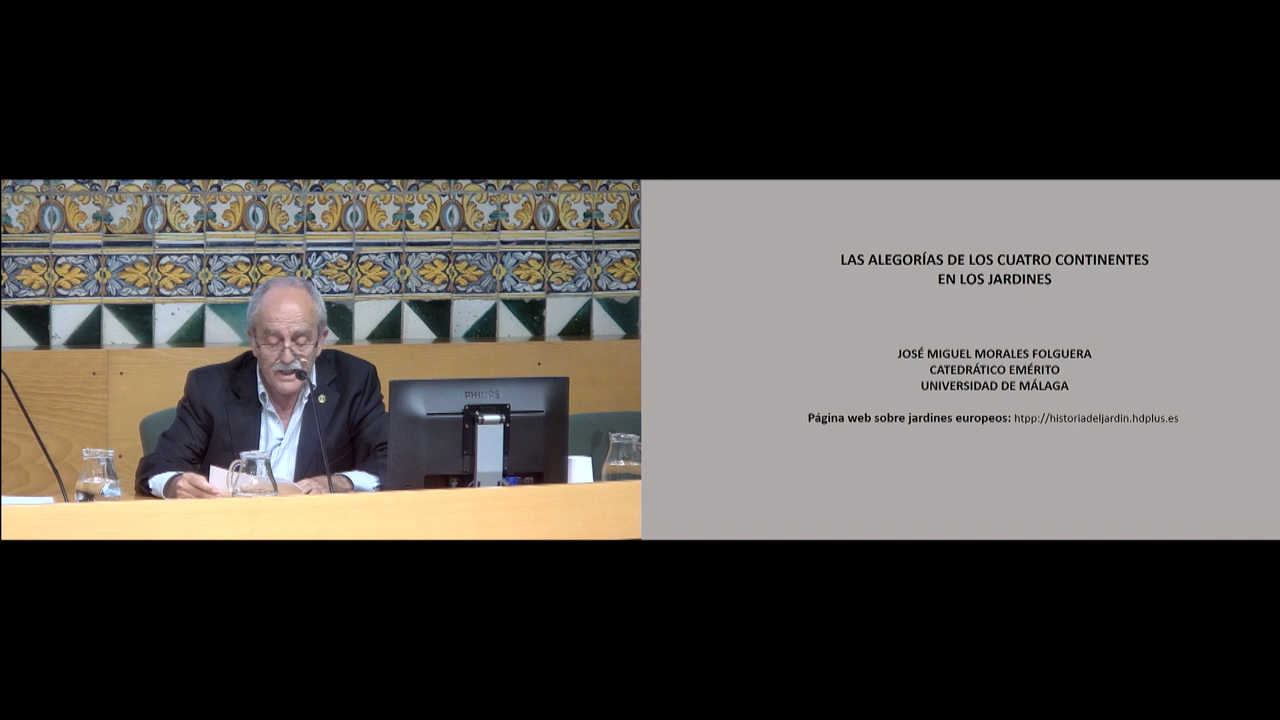 PHILIPS
LAS ALEGORÍAS DE LOS CUATRO CONTINENTES
EN LOS JARDINES
JOSÉ MIGUEL MORALES FOLGUERA
CATEDRÁTICO EMÉRITO
UNIVERSIDAD DE MÁLAGA
Página web sobre jardines europeos: htpp://historiadeljardin.hdplus.es